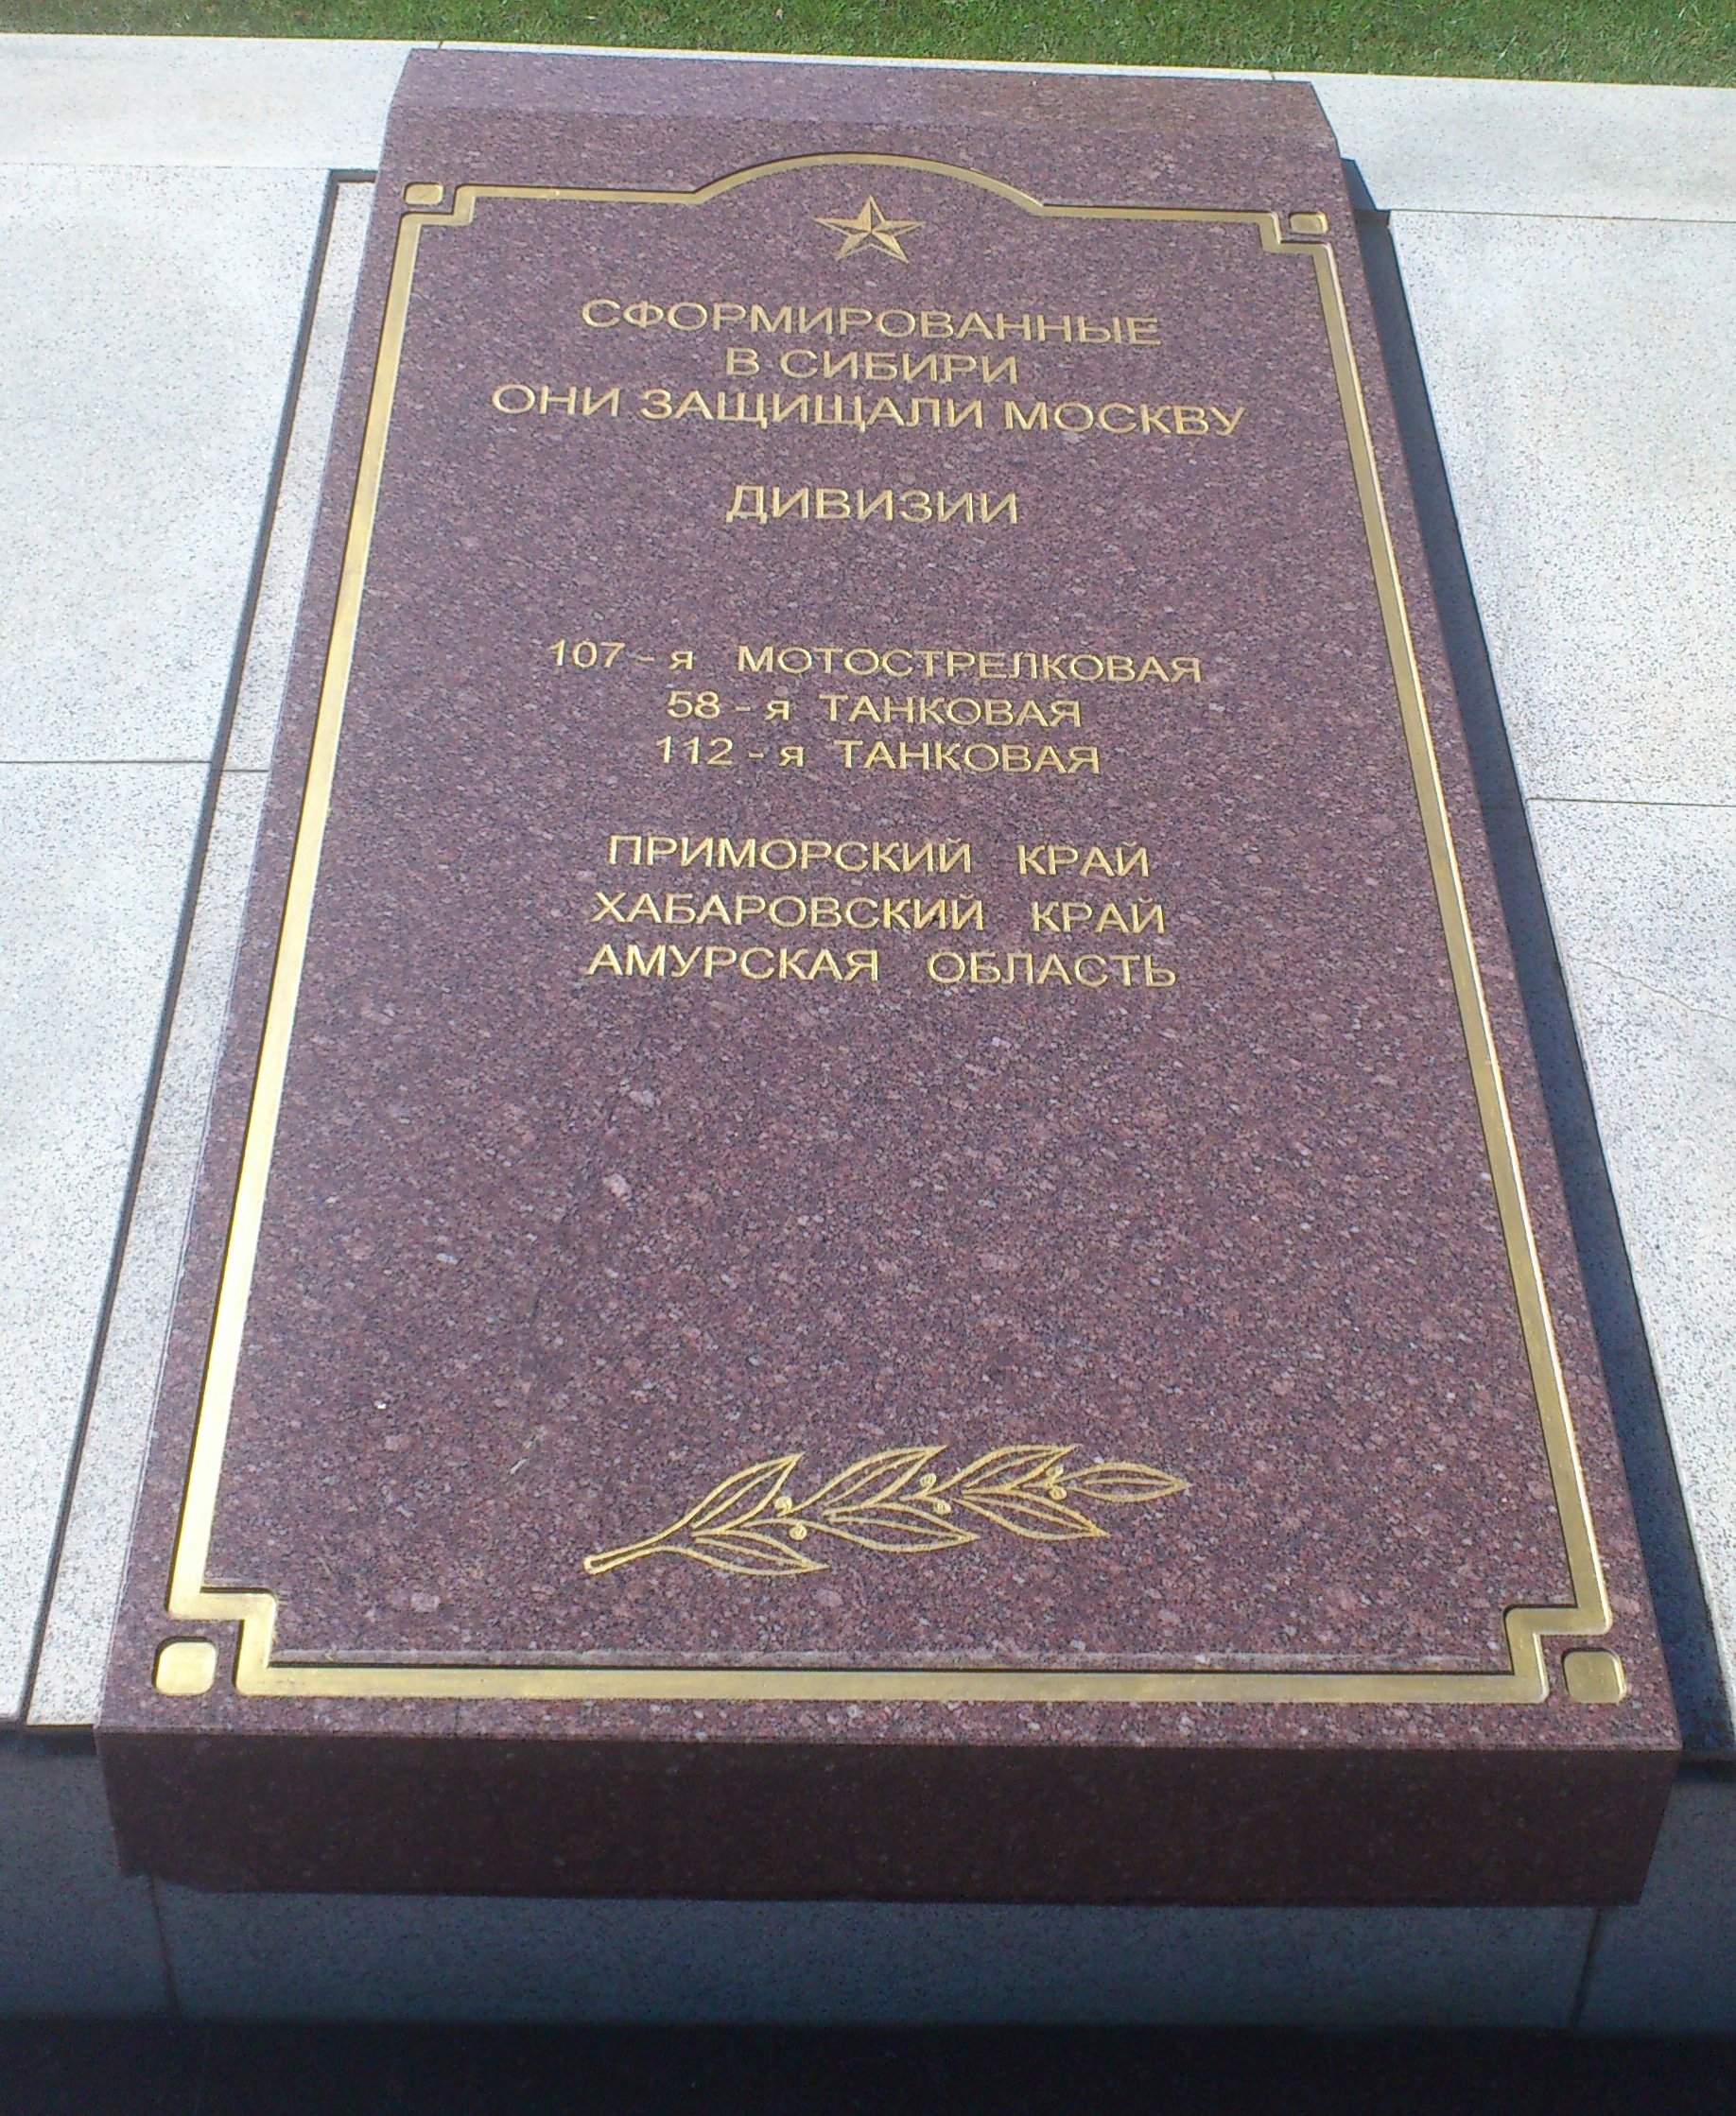 СФОРМИРОВАННЫЕ
В СИБИРИ
ОНИ ЗАЩИЩАЛИ МОСКВУ
ДИВИЗИИ
107 - я МОТОСТРЕЛКОВАЯ
58 - я ТАНКОВАЯ
112 - я ТАНКОВАЯ
ПРИМОРСКИЙ КРАЙ
ХАБАРОВСКИЙ КРАЙ
АМУРСКАЯ ОБЛАСТЬ